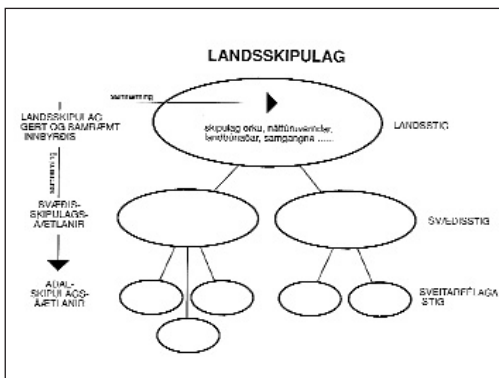 LANDSSKIPULAG
samræming
LANDSSKIPULAG
GERT OG SAMRÆMT
INNBYRÐIS
skipulag orku, náttúruverndar,
landbúnaðar, samgangna ......
LANDSSTIG
samræming
SVÆÐIS-
SKIPULAGS-
ÁÆTLANIR
SVÆÐISSTIG
AÐAL-
SKIPULAGS-
ÁÆTLANIR
SVEITARFÉLAGA
STIG